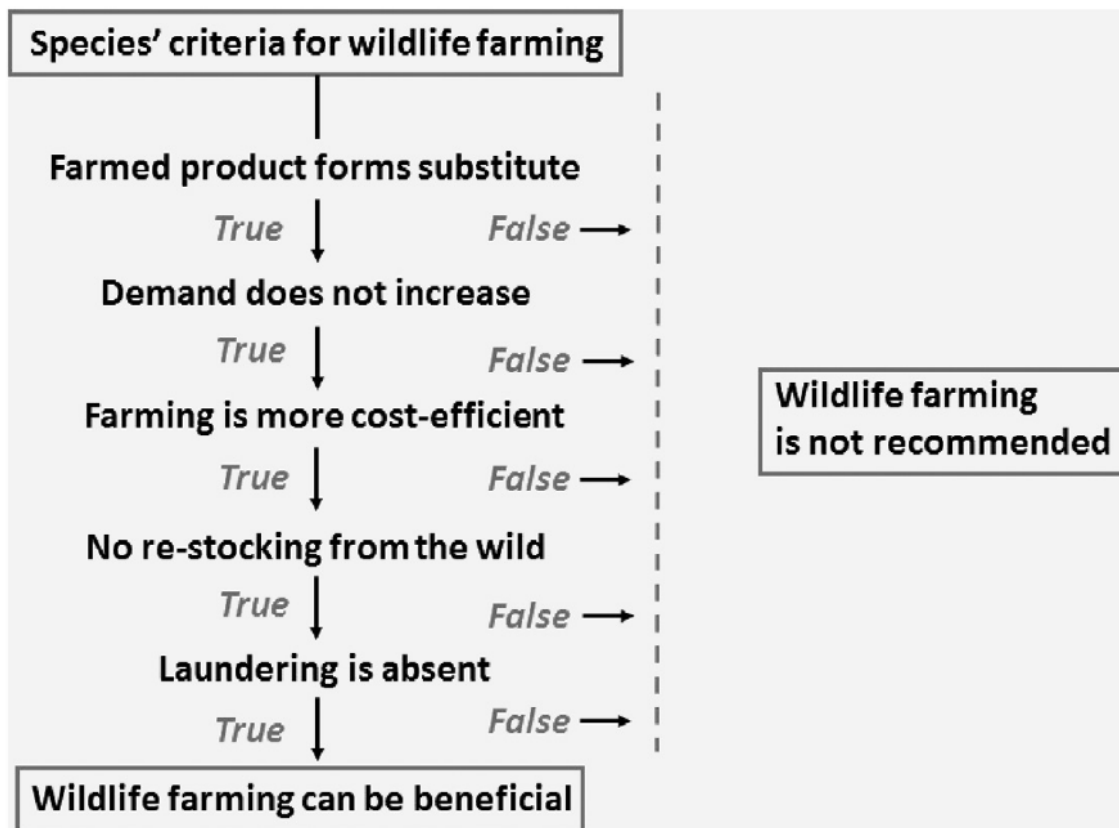 Species' criteria for wildlife farming
Farmed product forms substitute
True
False
Demand does not increase
True
False
Farming is more cost-efficient
True
False
No re-stocking from the wild
True
False
Laundering is absent
True
False
Wildlife farming can be beneficial
Wildlife farming
is not recommended